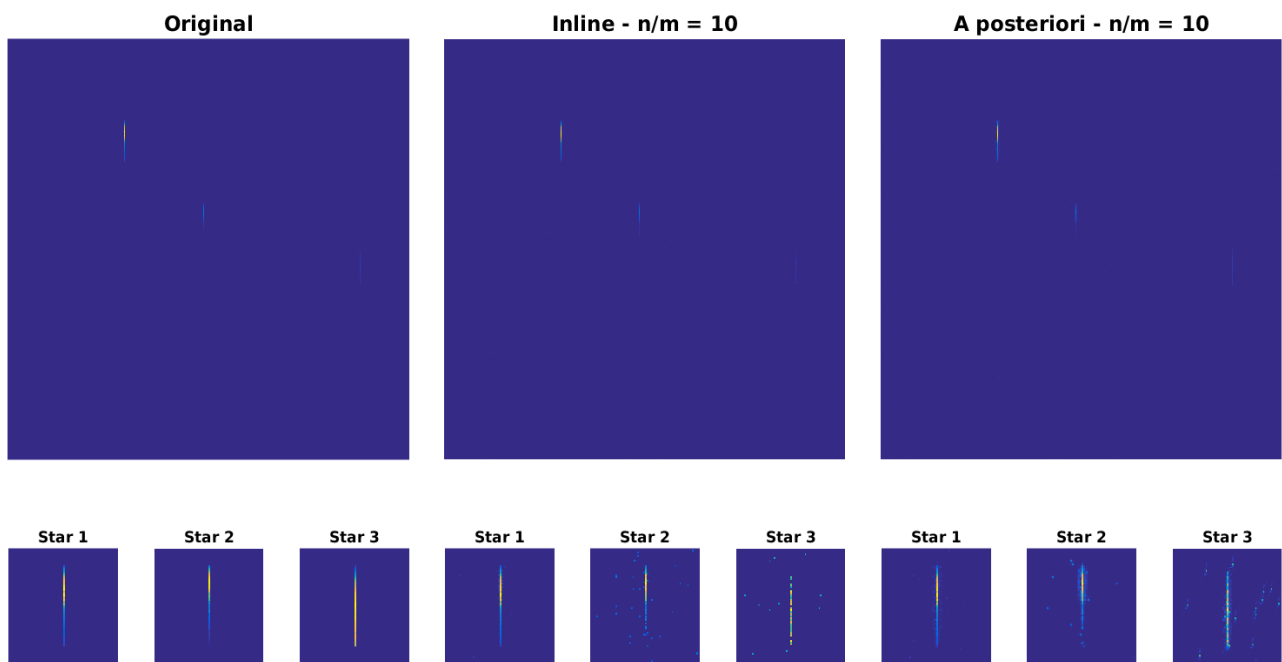 Original
Inline - n/m = 10
A posteriori - n/m = 10
Star 1
Star 2
Star 3
Star 1
Star 2
Star 3
Star 1
Star 2
Star 3